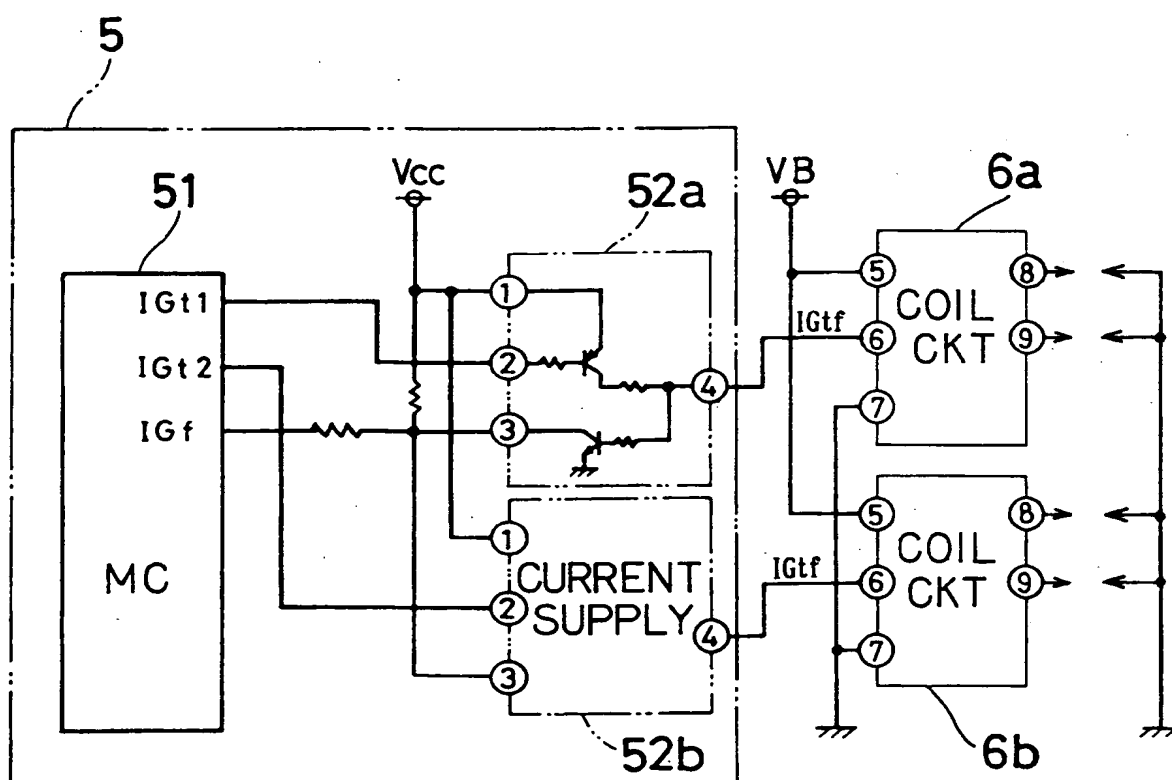 5
51
Vcc
52a
VB
6a
IGt1
IGt2
IGf
MC
1
2
3
4
IGtf
5
6
7
8
9
COIL
CKT
1
2
3
4
CURRENT
SUPPLY
IGtf
5
6
7
8
9
COIL
CKT
52b
6b